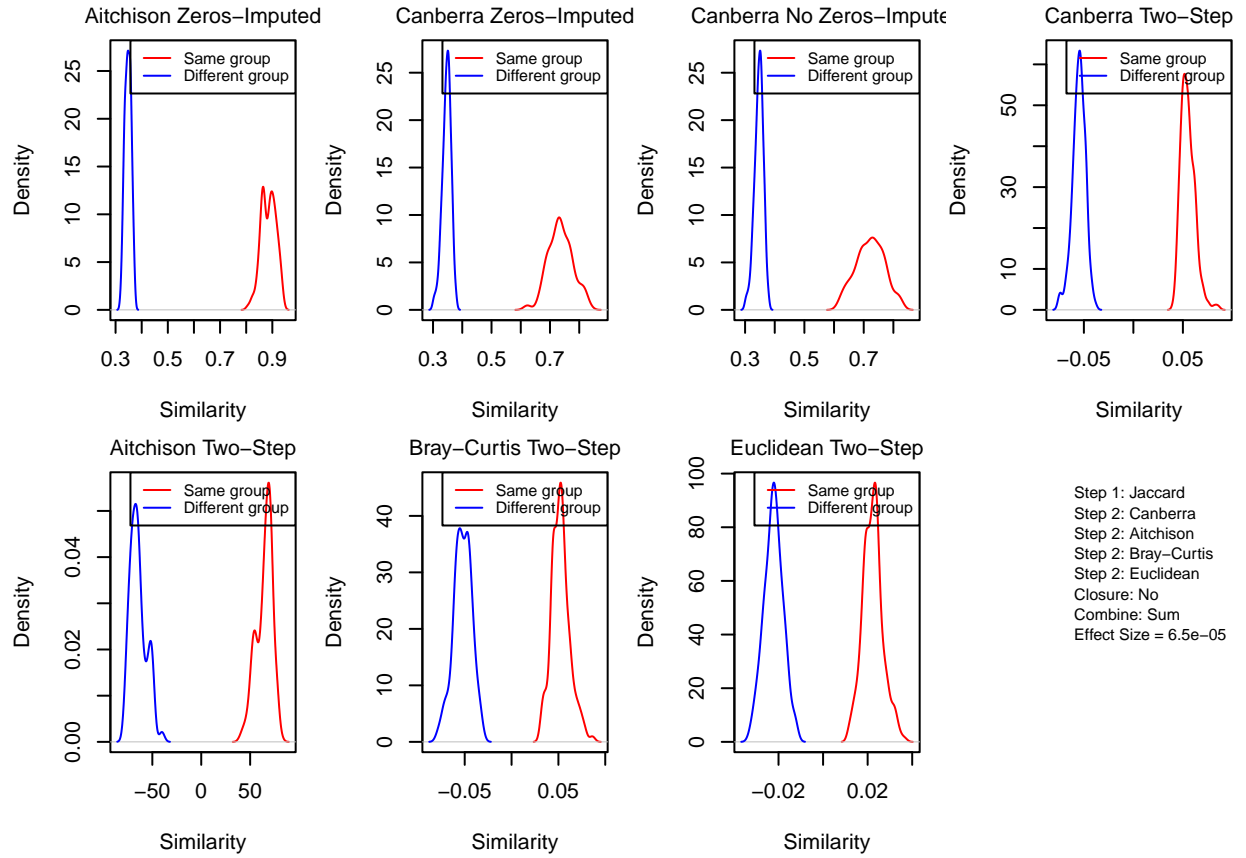 Aitchison Zeros−Imputed
Same group
Different group
Density
0 5 10 15 20 25
0.3 0.5 0.7 0.9
Similarity
Canberra Zeros−Imputed
Same group
Different group
Density
0 5 10 15 20 25
0.3 0.7
Similarity
Canberra No Zeros−Impute
Same group
Different group
Density
0 5 10 15 20 25
0.3 0.7
Similarity
Canberra Two−Step
Same group
Different group
Density
0 10 30 50
−0.05 0.05
Similarity
Aitchison Two−Step
Same group
Different group
Density
0.00 0.02 0.04
−50 0 50
Similarity
Bray−Curtis Two−Step
Same group
Different group
Density
0 10 20 30 40
−0.05 0.05
Similarity
Euclidean Two−Step
Same group
Different group
Density
0 20 40 60 80 100
−0.02 0.02
Similarity
Step 1: Jaccard
Step 2: Canberra
Step 2: Aitchison
Step 2: Bray−Curtis
Step 2: Euclidean
Closure: No
Combine: Sum
Effect Size = 6.5e−05